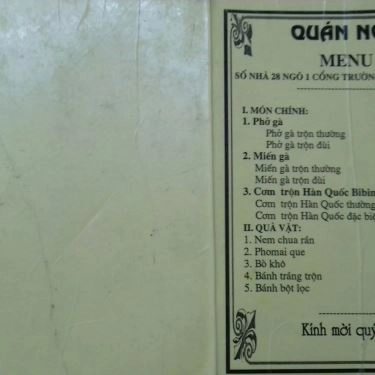 QUÁN NG
MENU
SỐ NHÀ 28 NGÕ 1 CỔNG TRƯỜNG
I. MÓN CHÍNH:
1. Phở gà
Phở gà trộn thường
Phở gà trộn đùi
2. Miến gà
Miến gà trộn thường
Miến gà trộn đùi
3. Cơm trộn Hàn Quốc Bibim
Cơm trộn Hàn Quốc thường
Cơm trộn Hàn Quốc đặc biệ
II. QUÀ VẶT:
1. Nem chua rán
2. Phomai que
3. Bò khô
4. Bánh tráng trộn
5. Bánh bột lọc
Kính mời quý